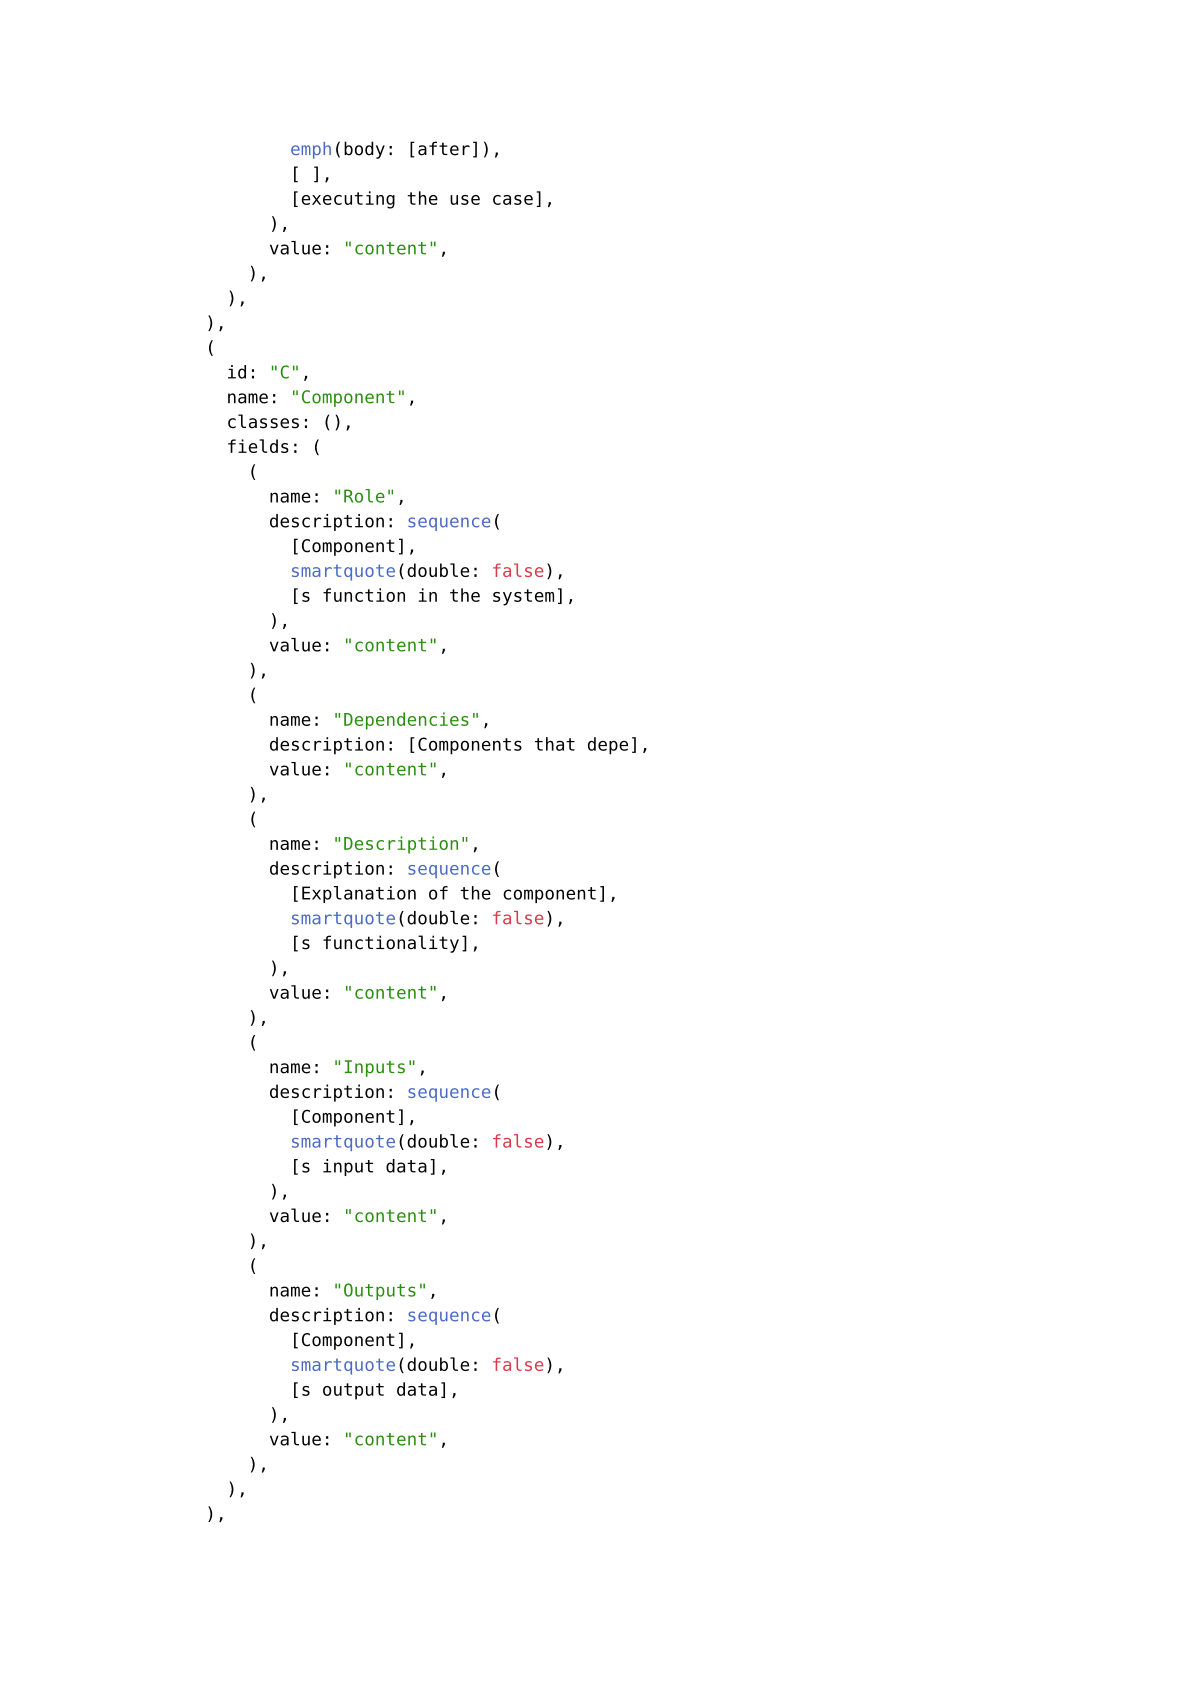 emph(body: [after]),
[ ],
[executing the use case],
),
value: "content",
),
),
),
(
id: "C",
name: "Component",
classes: (),
fields: (
(
name: "Role",
description: sequence(
[Component],
smartquote(double: false),
[s function in the system],
),
value: "content",
),
(
name: "Dependencies",
description: [Components that depe],
value: "content",
),
(
name: "Description",
description: sequence(
[Explanation of the component],
smartquote(double: false),
[s functionality],
),
value: "content",
),
(
name: "Inputs",
description: sequence(
[Component],
smartquote(double: false),
[s input data],
),
value: "content",
),
(
name: "Outputs",
description: sequence(
[Component],
smartquote(double: false),
[s output data],
),
value: "content",
),
),
),